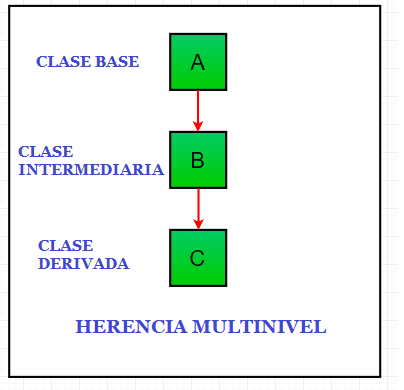 CLASE BASE
A
CLASE
INTERMEDIARIA
B
CLASE
DERIVADA
C
HERENCIA MULTINIVEL